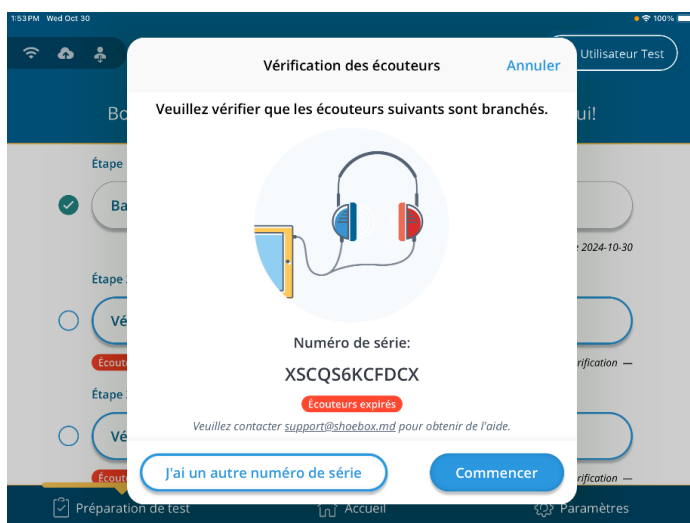 1:53 PM Wed Oct 30
100%
Utilisateur Test
Vérification des écouteurs
Annuler
Veuillez vérifier que les écouteurs suivants sont branchés.
Étape
2024-10-30
Étape
Numéro de série:
XSCQS6KCFDCX
Écouteurs expirés
Étape
Veuillez contacter support@shoebox.md pour obtenir de l'aide.
J'ai un autre numéro de série
Commencer
Préparation de test
Accueil
Paramètres